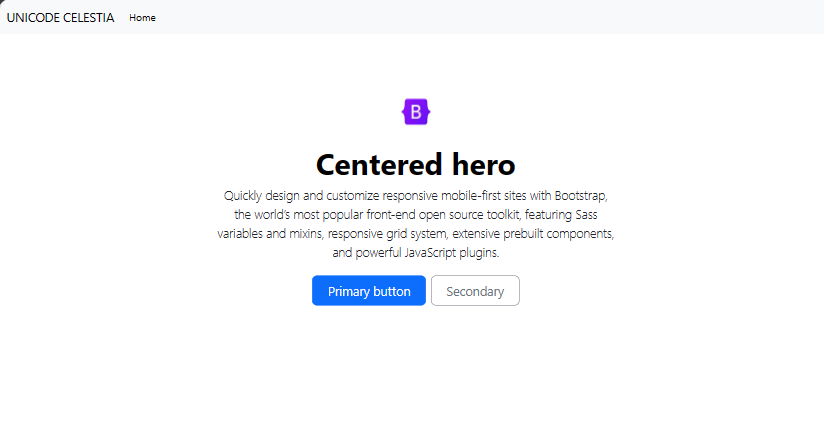 UNICODE CELESTIA Home
B
Centered hero
Quickly design and customize responsive mobile-first sites with Bootstrap,
the world's most popular front-end open source toolkit, featuring Sass
variables and mixins, responsive grid system, extensive prebuilt components,
and powerful JavaScript plugins.
Primary button Secondary